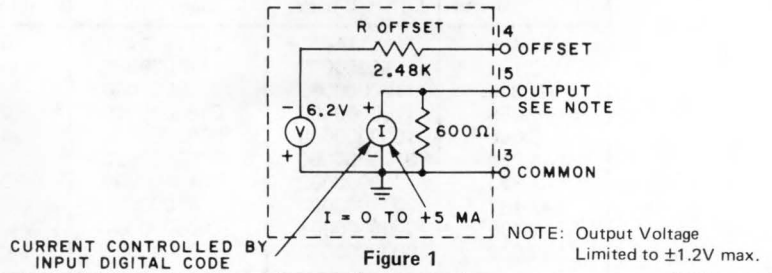 R OFFSET
2.48K
14
OFFSET
15
OUTPUT
SEE NOTE
-
6.2V
+
V
+
I
-
600Ω
13
COMMON
I = 0 TO +5 MA
CURRENT CONTROLLED BY
INPUT DIGITAL CODE
Figure 1
NOTE: Output Voltage
Limited to ±1.2V max.